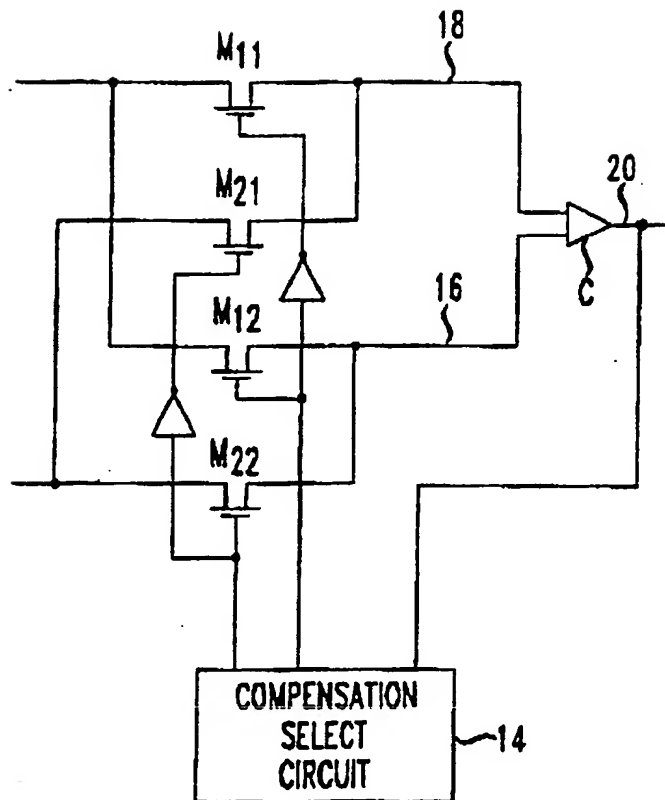 M11
18
M21
20
C
M12
16
M22
COMPENSATION
SELECT
CIRCUIT
14